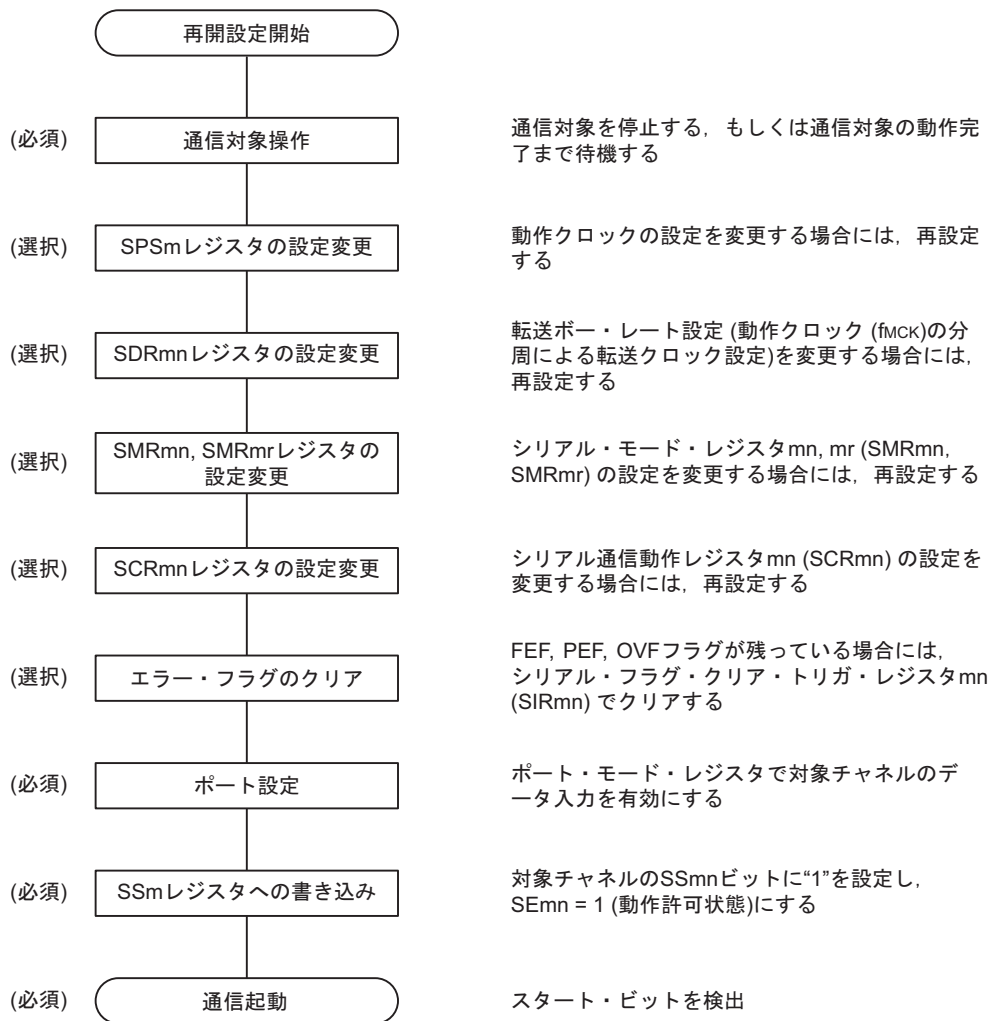 再開設定開始
(必須)
通信対象操作
通信対象を停止する，もしくは通信対象の動作完
了まで待機する
(選択)
SPSmレジスタの設定変更
動作クロックの設定を変更する場合には，再設定
する
(選択)
SDRmnレジスタの設定変更
転送ボー・レート設定 (動作クロック (fMCK)の分
周による転送クロック設定)を変更する場合には，
再設定する
(選択)
SMRmn, SMRmrレジスタの
設定変更
シリアル・モード・レジスタmn, mr (SMRmn,
SMRmr) の設定を変更する場合には，再設定する
(選択)
SCRmnレジスタの設定変更
シリアル通信動作レジスタmn (SCRmn) の設定を
変更する場合には，再設定する
(選択)
エラー・フラグのクリア
FEF, PEF, OVFフラグが残っている場合には，
シリアル・フラグ・クリア・トリガ・レジスタmn
(SIRmn) でクリアする
(必須)
ポート設定
ポート・モード・レジスタで対象チャネルのデ
ータ入力を有効にする
(必須)
SSmレジスタへの書き込み
対象チャネルのSSmnビットに“1”を設定し，
SEmn = 1 (動作許可状態)にする
(必須)
通信起動
スタート・ビットを検出